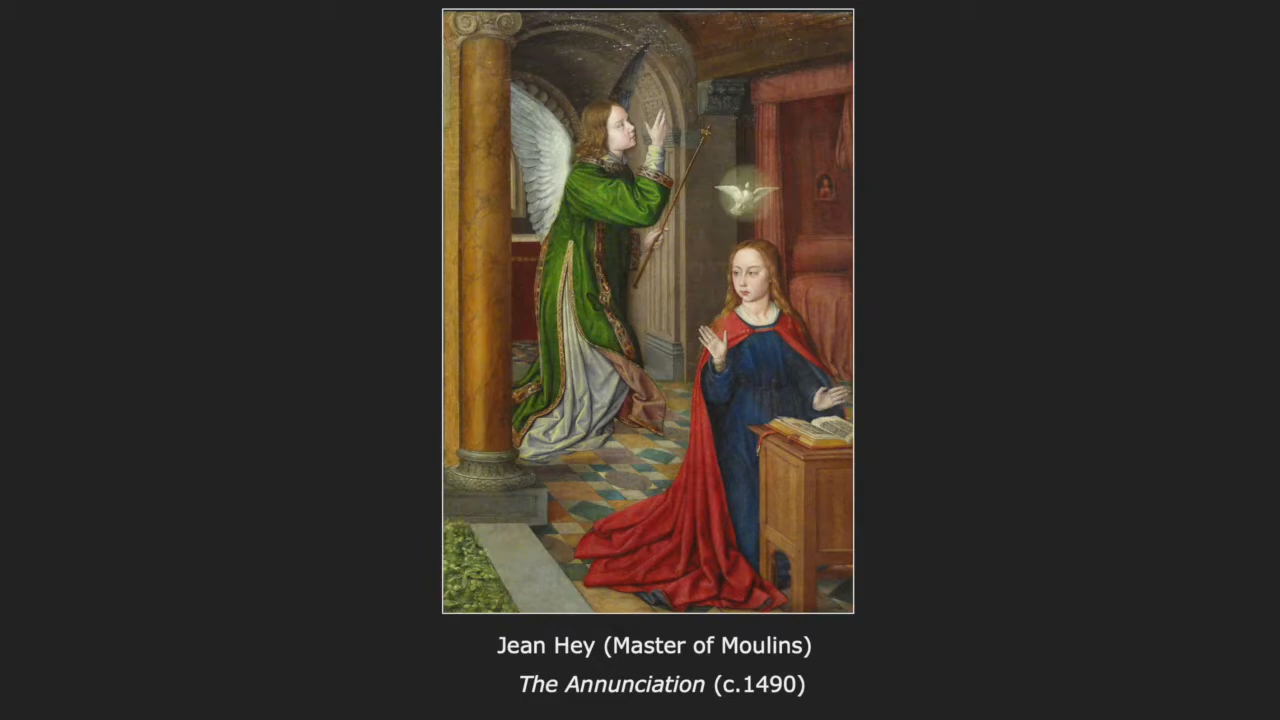 Jean Hey (Master of Moulins)
The Annunciation (c.1490)